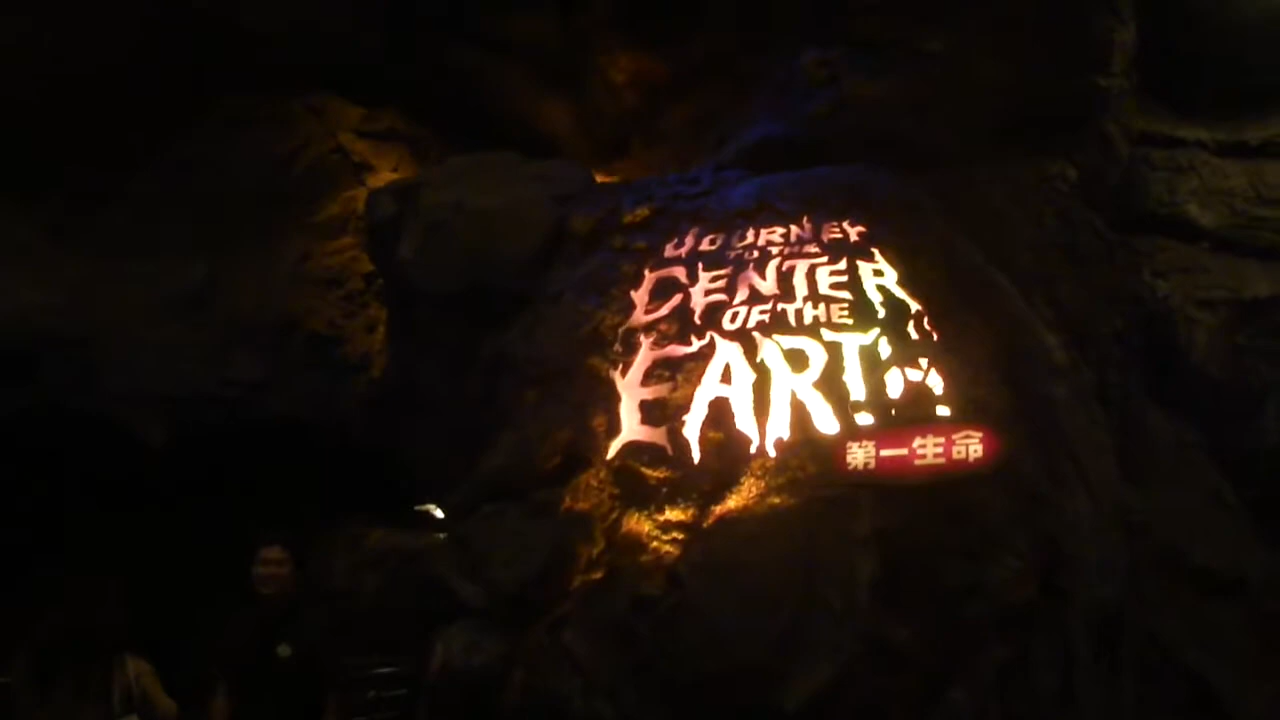 JOURNEY
TO THE
CENTER
OF THE
EARTH
第一生命